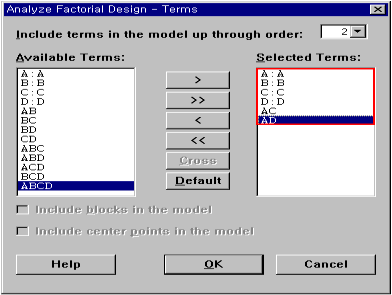 Analyze Factorial Design - Terms
Include terms in the model up through order: 2
Available Terms:
A : A
B : B
C : C
D : D
AB
BC
BD
CD
ABC
ABD
ACD
BCD
ABCD
>
>>
<
<<
Cross
Default
Selected Terms:
A : A
B : B
C : C
D : D
AC
AD
Include blocks in the model
Include center points in the model
Help
OK
Cancel